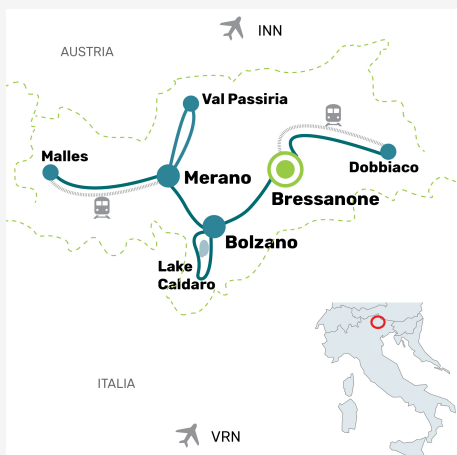 INN
AUSTRIA
Val Passiria
Malles
Merano
Dobbiaco
Bressanone
Bolzano
Lake
Caldaro
ITALIA
VRN